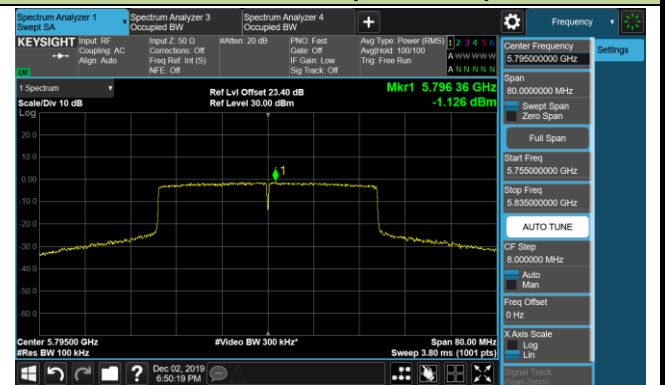 Spectrum Analyzer 1
Swept SA
Spectrum Analyzer 3
Occupied BW
Spectrum Analyzer 4
Occupied BW
Frequency
KEYSIGHT
Input: RF
Coupling: AC
Align: Auto
Input Z: 50 Ω
Corrections: Off
Freq Ref: Int (S)
NFE: Off
#Atten: 20 dB
PNO: Fast
Gate: Off
IF Gain: Low
Sig Track: Off
Avg Type: Power (RMS)
Avg|Hold: 100/100
Trig: Free Run
1 2 3 4 5 6
A W W W W W
A N N N N N
LXI
Center Frequency
5.795000000 GHz
Settings
Span
80.0000000 MHz
Swept Span
Zero Span
Full Span
Start Freq
5.755000000 GHz
Stop Freq
5.835000000 GHz
AUTO TUNE
CF Step
8.000000 MHz
Auto
Man
Freq Offset
0 Hz
X Axis Scale
Log
Lin
Signal Track
(Span Zoom)
1 Spectrum
Scale/Div 10 dB
Log
Ref Lvl Offset 23.40 dB
Ref Level 30.00 dBm
Mkr1 5.796 36 GHz
-1.126 dBm
20.0
10.0
0.00
-10.0
-20.0
-30.0
-40.0
-50.0
-60.0
1
Center 5.79500 GHz
#Res BW 100 kHz
#Video BW 300 kHz*
Span 80.00 MHz
Sweep 3.80 ms (1001 pts)
?
Dec 02, 2019
6:50:19 PM